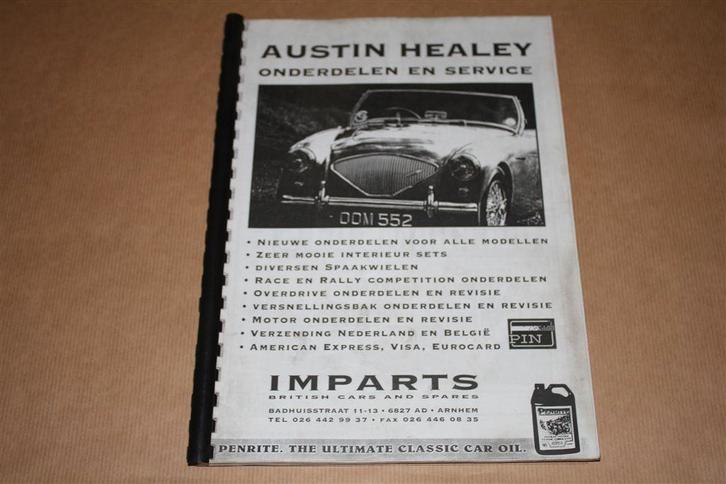 AUSTIN HEALEY
ONDERDELEN EN SERVICE
OOM 552
• NIEUWE ONDERDELEN VOOR ALLE MODELLEN
• ZEER MOOIE INTERIEUR SETS
• DIVERSEN SPAAKWIELEN
• RACE EN RALLY COMPETITION ONDERDELEN
• OVERDRIVE ONDERDELEN EN REVISIE
• VERSNELLINGSBAK ONDERDELEN EN REVISIE
• MOTOR ONDERDELEN EN REVISIE
• VERZENDING NEDERLAND EN BELGIË
• AMERICAN EXPRESS, VISA, EUROCARD
PIN
IMPARTS
BRITISH CARS AND SPARES
BADHUISSTRAAT 11-13 • 6827 AD • ARNHEM
TEL 026 442 99 37 • FAX 026 446 08 35
PENRITE
PENRITE. THE ULTIMATE CLASSIC CAR OIL.